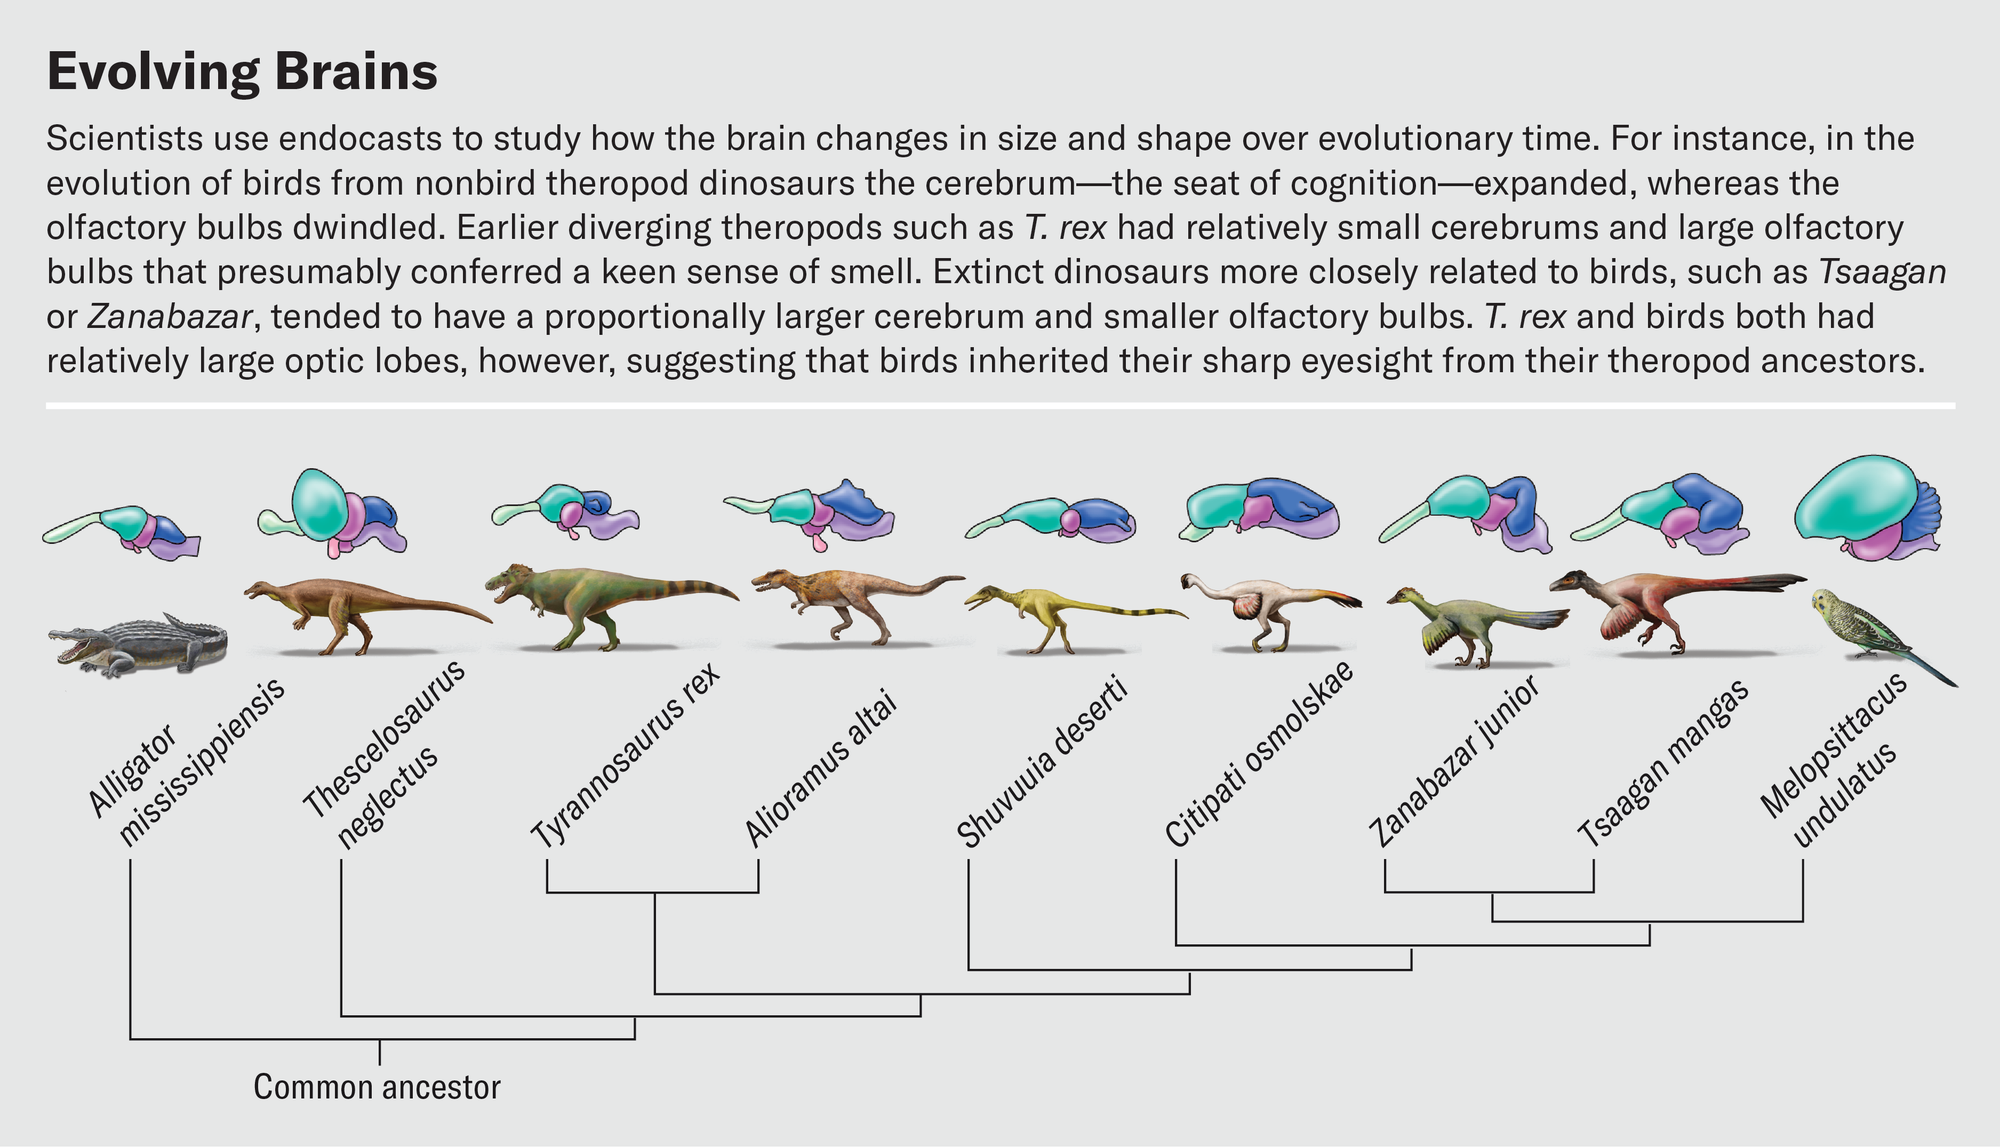 Evolving Brains
Scientists use endocasts to study how the brain changes in size and shape over evolutionary time. For instance, in the
evolution of birds from nonbird theropod dinosaurs the cerebrum—the seat of cognition—expanded, whereas the
olfactory bulbs dwindled. Earlier diverging theropods such as T. rex had relatively small cerebrums and large olfactory
bulbs that presumably conferred a keen sense of smell. Extinct dinosaurs more closely related to birds, such as Tsaagan
or Zanabazar, tended to have a proportionally larger cerebrum and smaller olfactory bulbs. T. rex and birds both had
relatively large optic lobes, however, suggesting that birds inherited their sharp eyesight from their theropod ancestors.
Alligator
mississippiensis
Thescelosaurus
neglectus
Tyrannosaurus rex
Alioramus altai
Shuvuuia deserti
Citipati osmolskae
Zanabazar junior
Tsaagan mangas
Melopsittacus
undulatus
Common ancestor